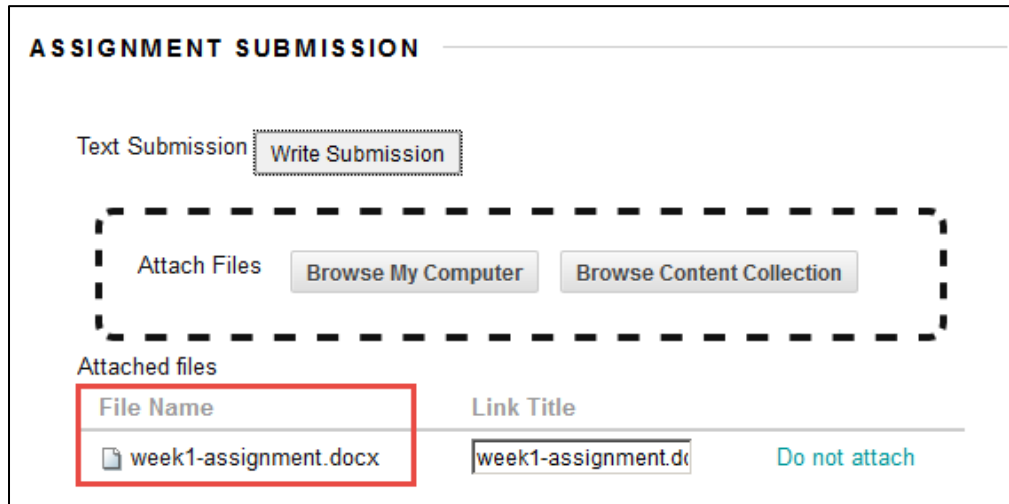 ASSIGNMENT SUBMISSION
Text Submission Write Submission
Attach Files Browse My Computer Browse Content Collection
Attached files
File Name Link Title
week1-assignment.docx week1-assignment.do Do not attach